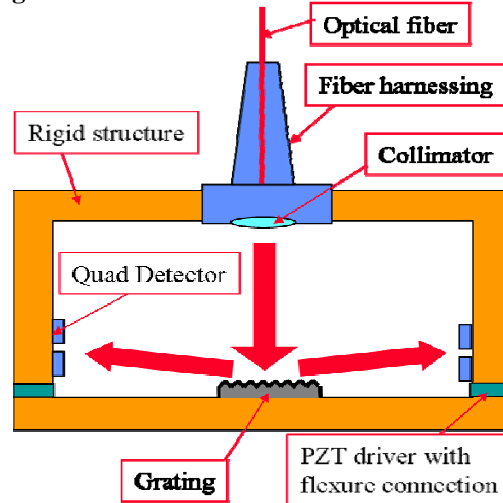 Optical fiber
Fiber harnessing
Rigid structure
Collimator
Quad Detector
Grating
PZT driver with
flexure connection